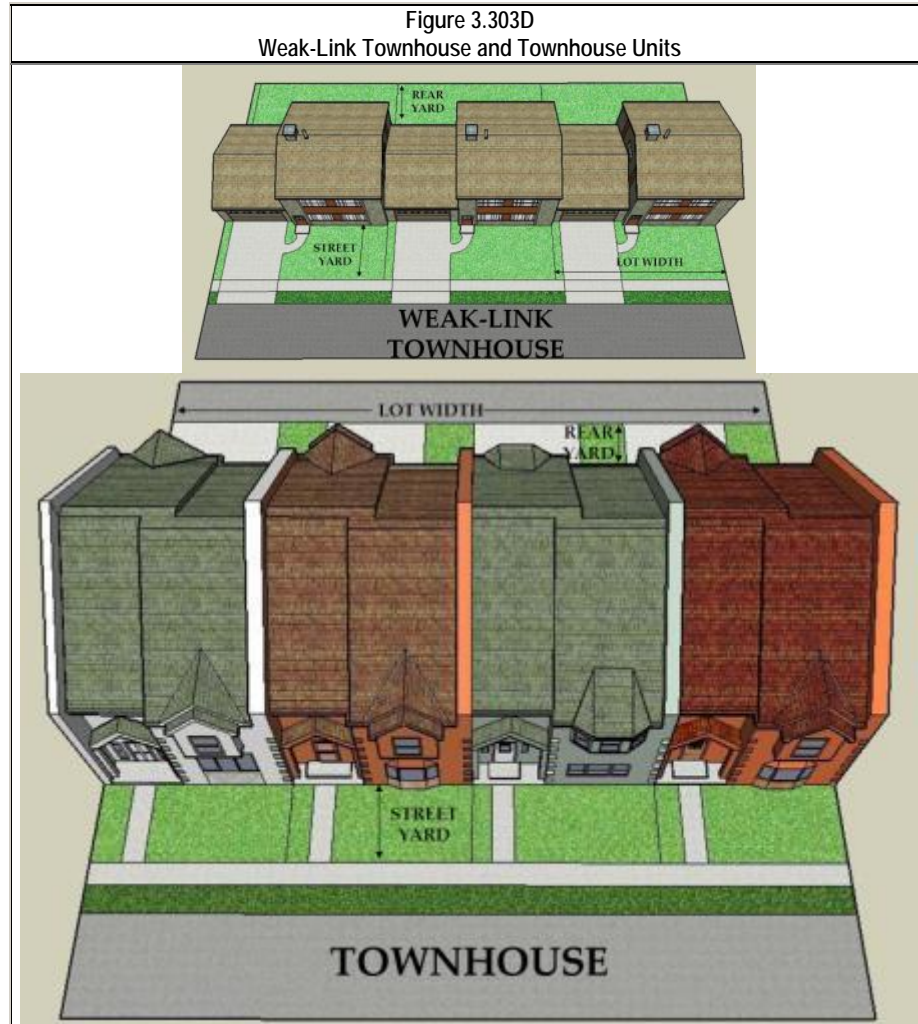 Figure 3.303D
Weak-Link Townhouse and Townhouse Units
REAR
YARD
STREET
YARD
LOT WIDTH
WEAK-LINK
TOWNHOUSE
LOT WIDTH
REAR
YARD
STREET
YARD
TOWNHOUSE